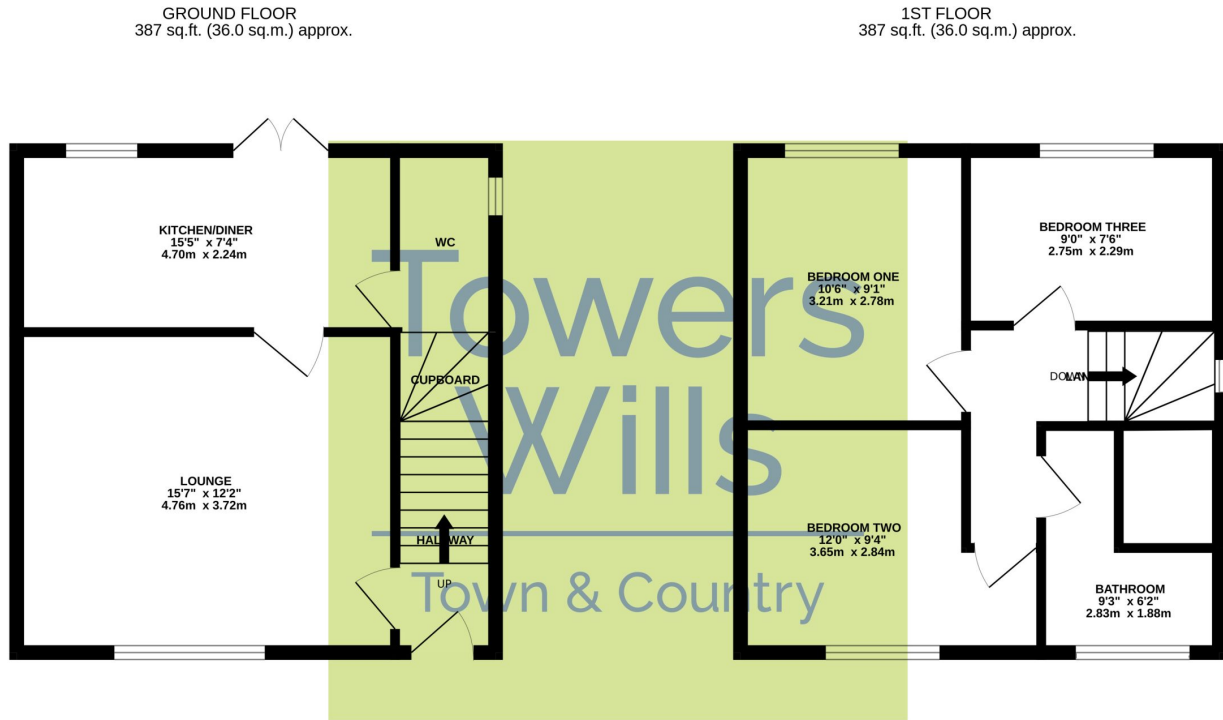 GROUND FLOOR
387 sq.ft. (36.0 sq.m.) approx.
1ST FLOOR
387 sq.ft. (36.0 sq.m.) approx.
KITCHEN/DINER
15'5" x 7'4"
4.70m x 2.24m
WC
CUPBOARD
LOUNGE
15'7" x 12'2"
4.76m x 3.72m
HALLWAY
UP
BEDROOM ONE
10'6" x 9'1"
3.21m x 2.78m
BEDROOM THREE
9'0" x 7'6"
2.75m x 2.29m
DOWN
BEDROOM TWO
12'0" x 9'4"
3.65m x 2.84m
BATHROOM
9'3" x 6'2"
2.83m x 1.88m
Towers
Wills
Town & Country